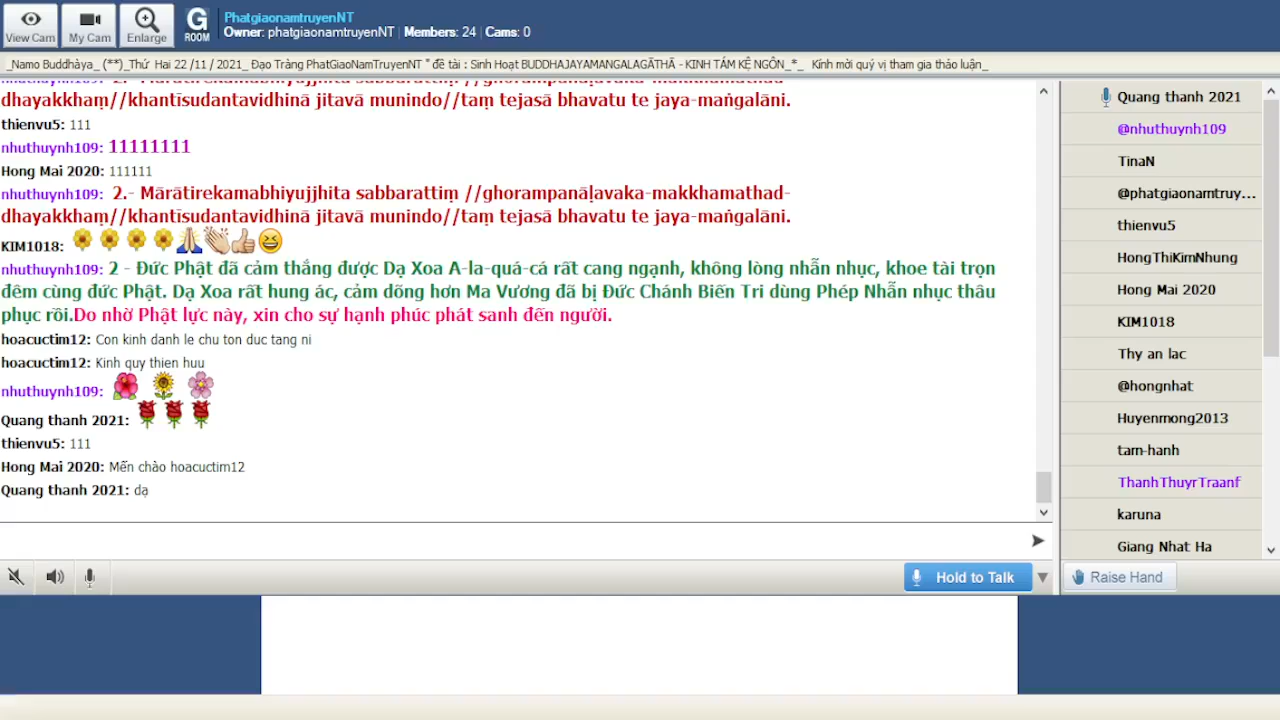 View Cam
My Cam
Enlarge
G
ROOM
PhatgiaonamtruyenNT
Owner: phatgiaonamtruyenNT | Members: 24 | Cams: 0
_Namo Buddhàya_ (**)_Thứ Hai 22 /11 / 2021_ Đạo Tràng PhatGiaoNamTruyenNT " đề tài : Sinh Hoạt BUDDHAJAYAMANGALAGĀTHĀ - KINH TÁM KỆ NGÔN_*_ Kính mời quý vị tham gia thảo luận_
nhuthuynh109: 2.- Mārātirekamabhiyujjhita sabbarattiṃ //ghorampanāḷavaka-makkhamathad-
dhayakkhaṃ//khantīsudantavidhinā jitavā munindo//taṃ tejasā bhavatu te jaya-maṅgalāni.
thienvu5: 111
nhuthuynh109: 11111111
Hong Mai 2020: 111111
nhuthuynh109: 2.- Mārātirekamabhiyujjhita sabbarattiṃ //ghorampanāḷavaka-makkhamathad-
dhayakkhaṃ//khantīsudantavidhinā jitavā munindo//taṃ tejasā bhavatu te jaya-maṅgalāni.
KIM1018:
nhuthuynh109: 2 - Đức Phật đã cảm thắng được Dạ Xoa A-la-quá-cá rất cang ngạnh, không lòng nhẫn nhục, khoe tài trọn
đêm cùng đức Phật. Dạ Xoa rất hung ác, cảm dõng hơn Ma Vương đã bị Đức Chánh Biến Tri dùng Phép Nhẫn nhục thâu
phục rồi.Do nhờ Phật lực này, xin cho sự hạnh phúc phát sanh đến người.
hoacuctim12: Con kinh danh le chu ton duc tang ni
hoacuctim12: Kinh quy thien huu
nhuthuynh109:
Quang thanh 2021:
thienvu5: 111
Hong Mai 2020: Mến chào hoacuctim12
Quang thanh 2021: dạ
Hold to Talk
Quang thanh 2021
@nhuthuynh109
TinaN
@phatgiaonamtruy...
thienvu5
HongThiKimNhung
Hong Mai 2020
KIM1018
Thy an lac
@hongnhat
Huyenmong2013
tam-hanh
ThanhThuyrTraanf
karuna
Giang Nhat Ha
Raise Hand